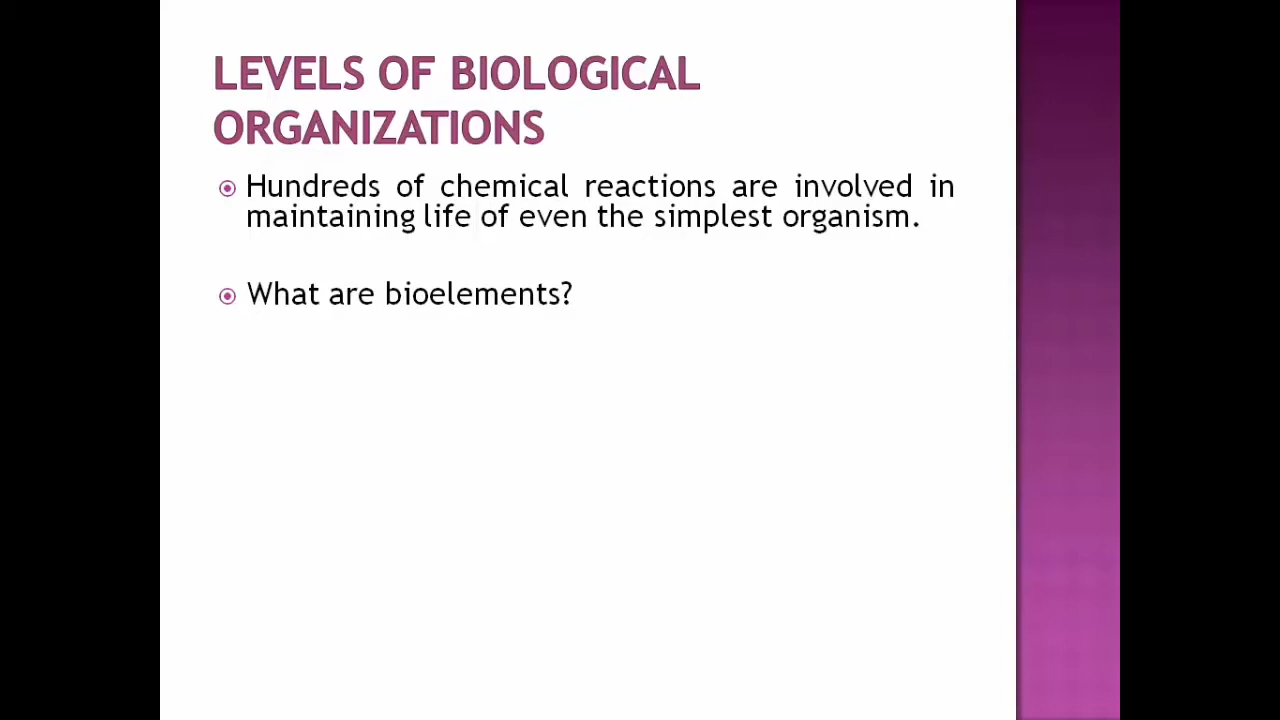 LEVELS OF BIOLOGICAL
ORGANIZATIONS
Hundreds of chemical reactions are involved in
maintaining life of even the simplest organism.
What are bioelements?